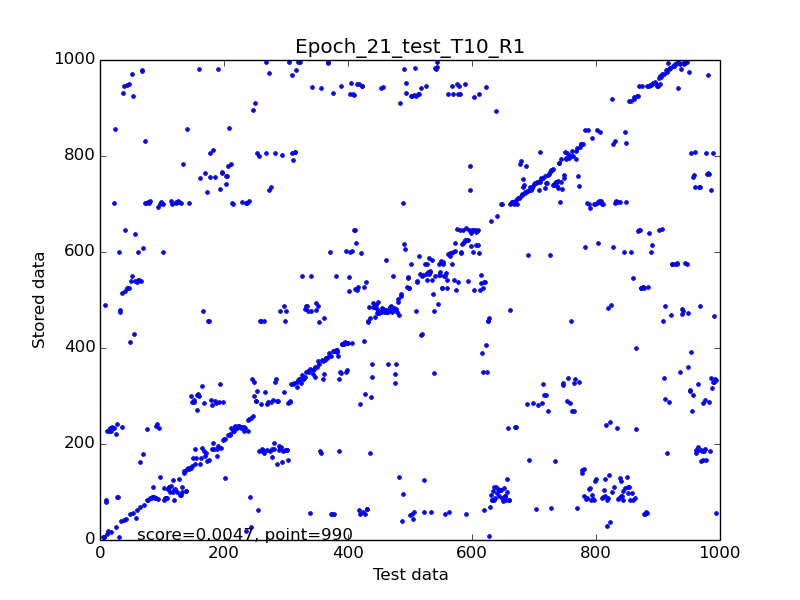 Epoch_21_test_T10_R1
1000
800
600
400
200
0
Stored data
score=0.0047, point=990
0 200 400 600 800 1000
Test data